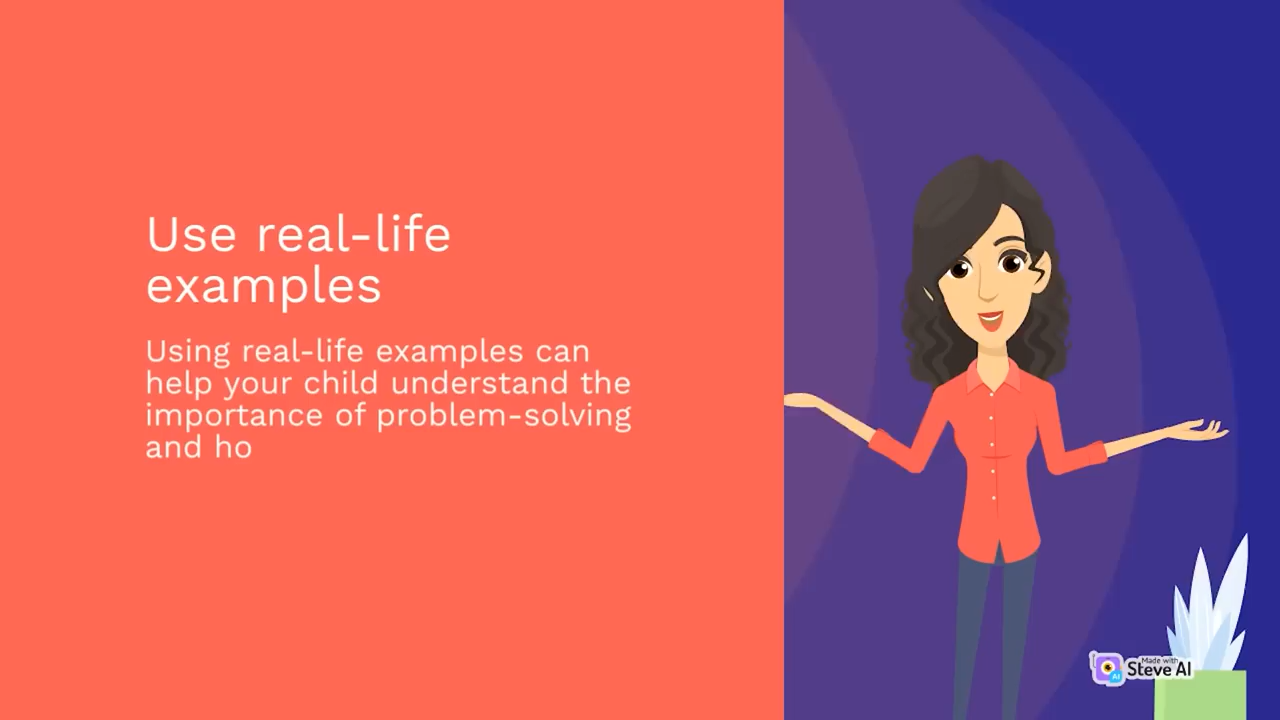 Use real-life
examples
Using real-life examples can
help your child understand the
importance of problem-solving
and ho
Made with
Steve AI
AI